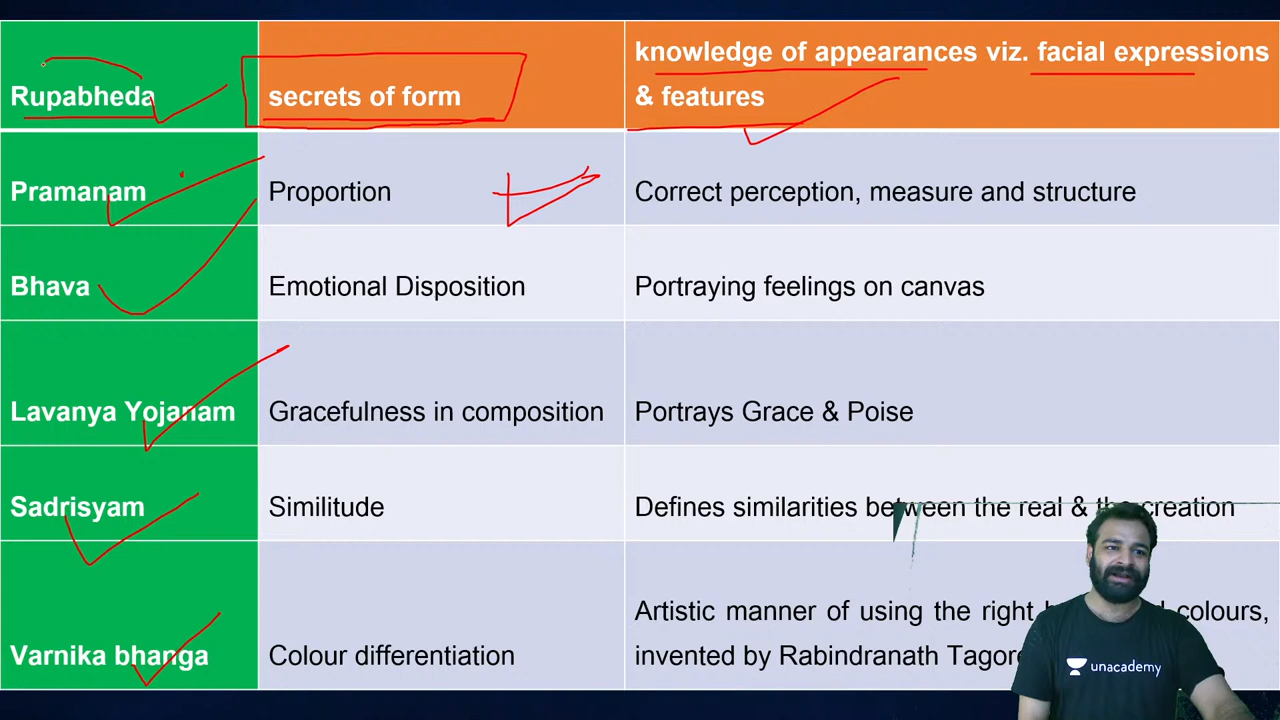 Rupabheda
secrets of form
knowledge of appearances viz. facial expressions
& features
Pramanam
Proportion
Correct perception, measure and structure
Bhava
Emotional Disposition
Portraying feelings on canvas
Lavanya Yojanam
Gracefulness in composition
Portrays Grace & Poise
Sadrisyam
Similitude
Defines similarities between the real & the creation
Varnika bhanga
Colour differentiation
Artistic manner of using the right colours,
invented by Rabindranath Tagore
unacademy